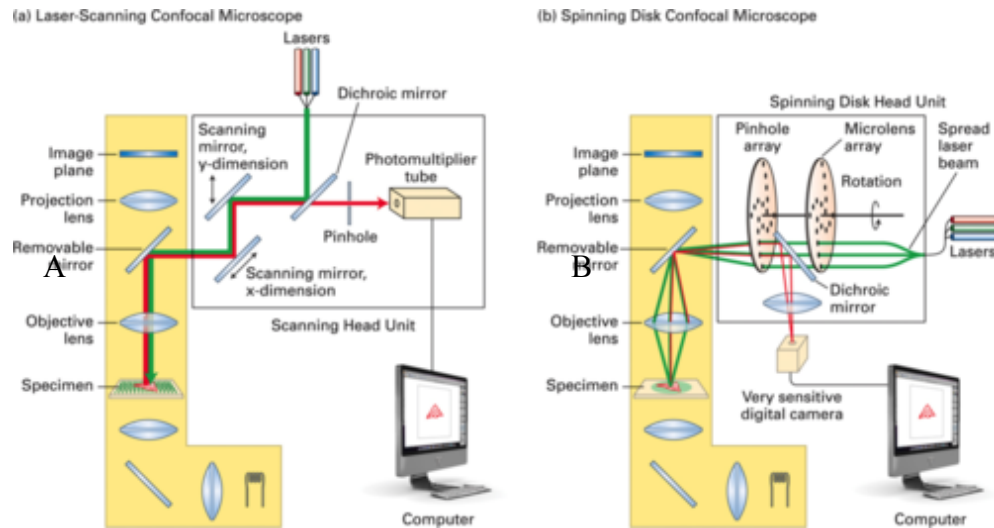 (a) Laser-Scanning Confocal Microscope
Lasers
Dichroic mirror
Scanning
mirror,
y-dimension
Photomultiplier
tube
Image
plane
Projection
lens
Pinhole
Removable
mirror
A
Scanning mirror,
x-dimension
Scanning Head Unit
Objective
lens
Specimen
Computer
(b) Spinning Disk Confocal Microscope
Spinning Disk Head Unit
Pinhole
array
Microlens
array
Spread
laser
beam
Image
plane
Rotation
Projection
lens
Removable
mirror
B
Lasers
Dichroic
mirror
Objective
lens
Specimen
Very sensitive
digital camera
Computer